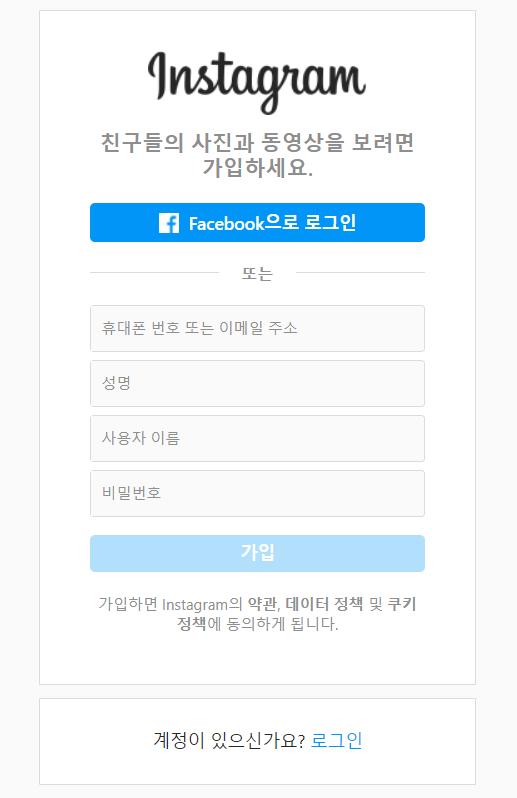 Instagram
친구들의 사진과 동영상을 보려면
가입하세요.
Facebook으로 로그인
또는
휴대폰 번호 또는 이메일 주소
성명
사용자 이름
비밀번호
가입
가입하면 Instagram의 약관, 데이터 정책 및 쿠키
정책에 동의하게 됩니다.
계정이 있으신가요? 로그인